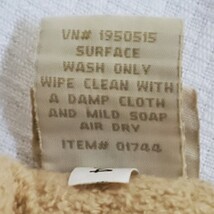 VN# 1950515
SURFACE
WASH ONLY
WIPE CLEAN WITH
A DAMP CLOTH
AND MILD SOAP
AIR DRY
ITEM# 01744